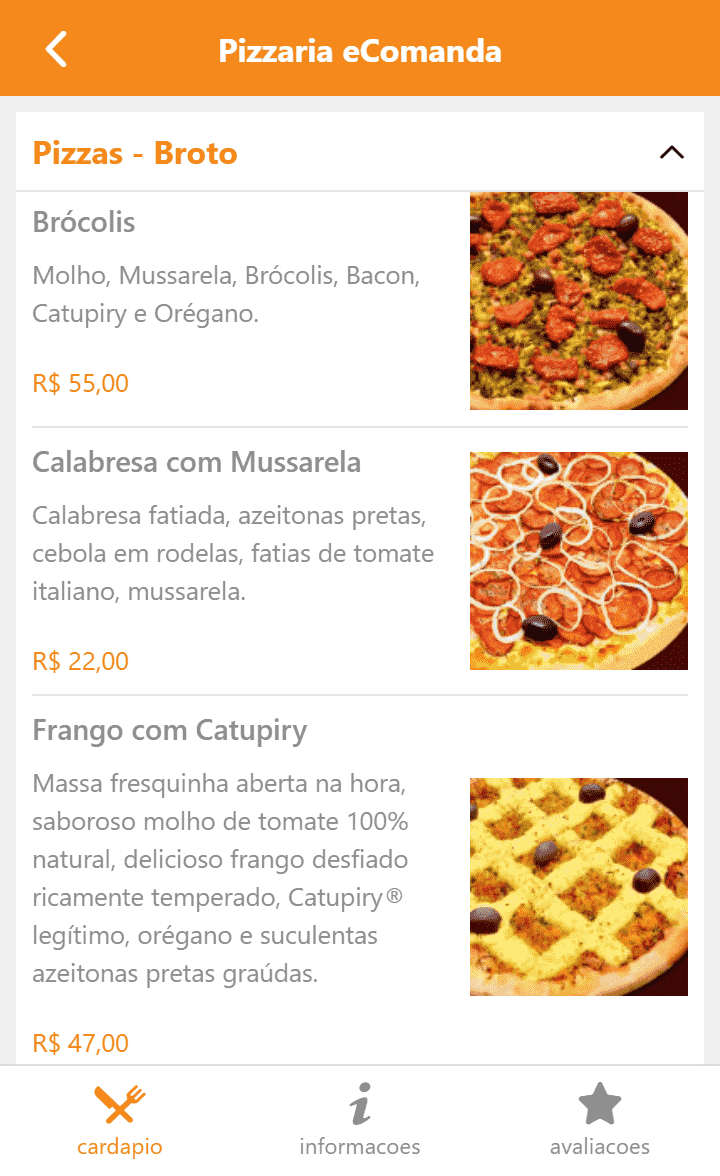 Pizzaria eComanda
Pizzas - Broto
Brócolis
Molho, Mussarela, Brócolis, Bacon,
Catupiry e Orégano.
R$ 55,00
Calabresa com Mussarela
Calabresa fatiada, azeitonas pretas,
cebola em rodelas, fatias de tomate
italiano, mussarela.
R$ 22,00
Frango com Catupiry
Massa fresquinha aberta na hora,
saboroso molho de tomate 100%
natural, delicioso frango desfiado
ricamente temperado, Catupiry®
legítimo, orégano e suculentas
azeitonas pretas graúdas.
R$ 47,00
cardapio
informacoes
avaliacoes